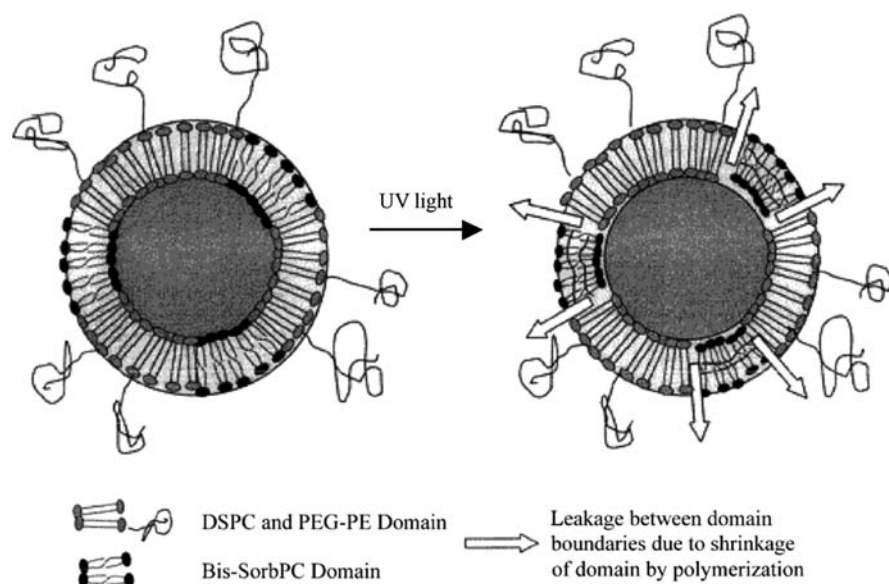 UV light
DSPC and PEG-PE Domain
Bis-SorbPC Domain
Leakage between domain
boundaries due to shrinkage
of domain by polymerization